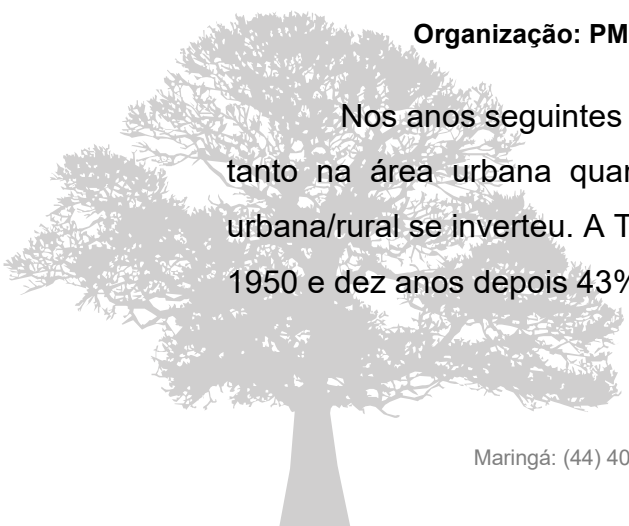 Organização: PM
Nos anos seguintes
tanto na área urbana quar
urbana/rural se inverteu. A T
1950 e dez anos depois 43%
Maringá: (44) 40